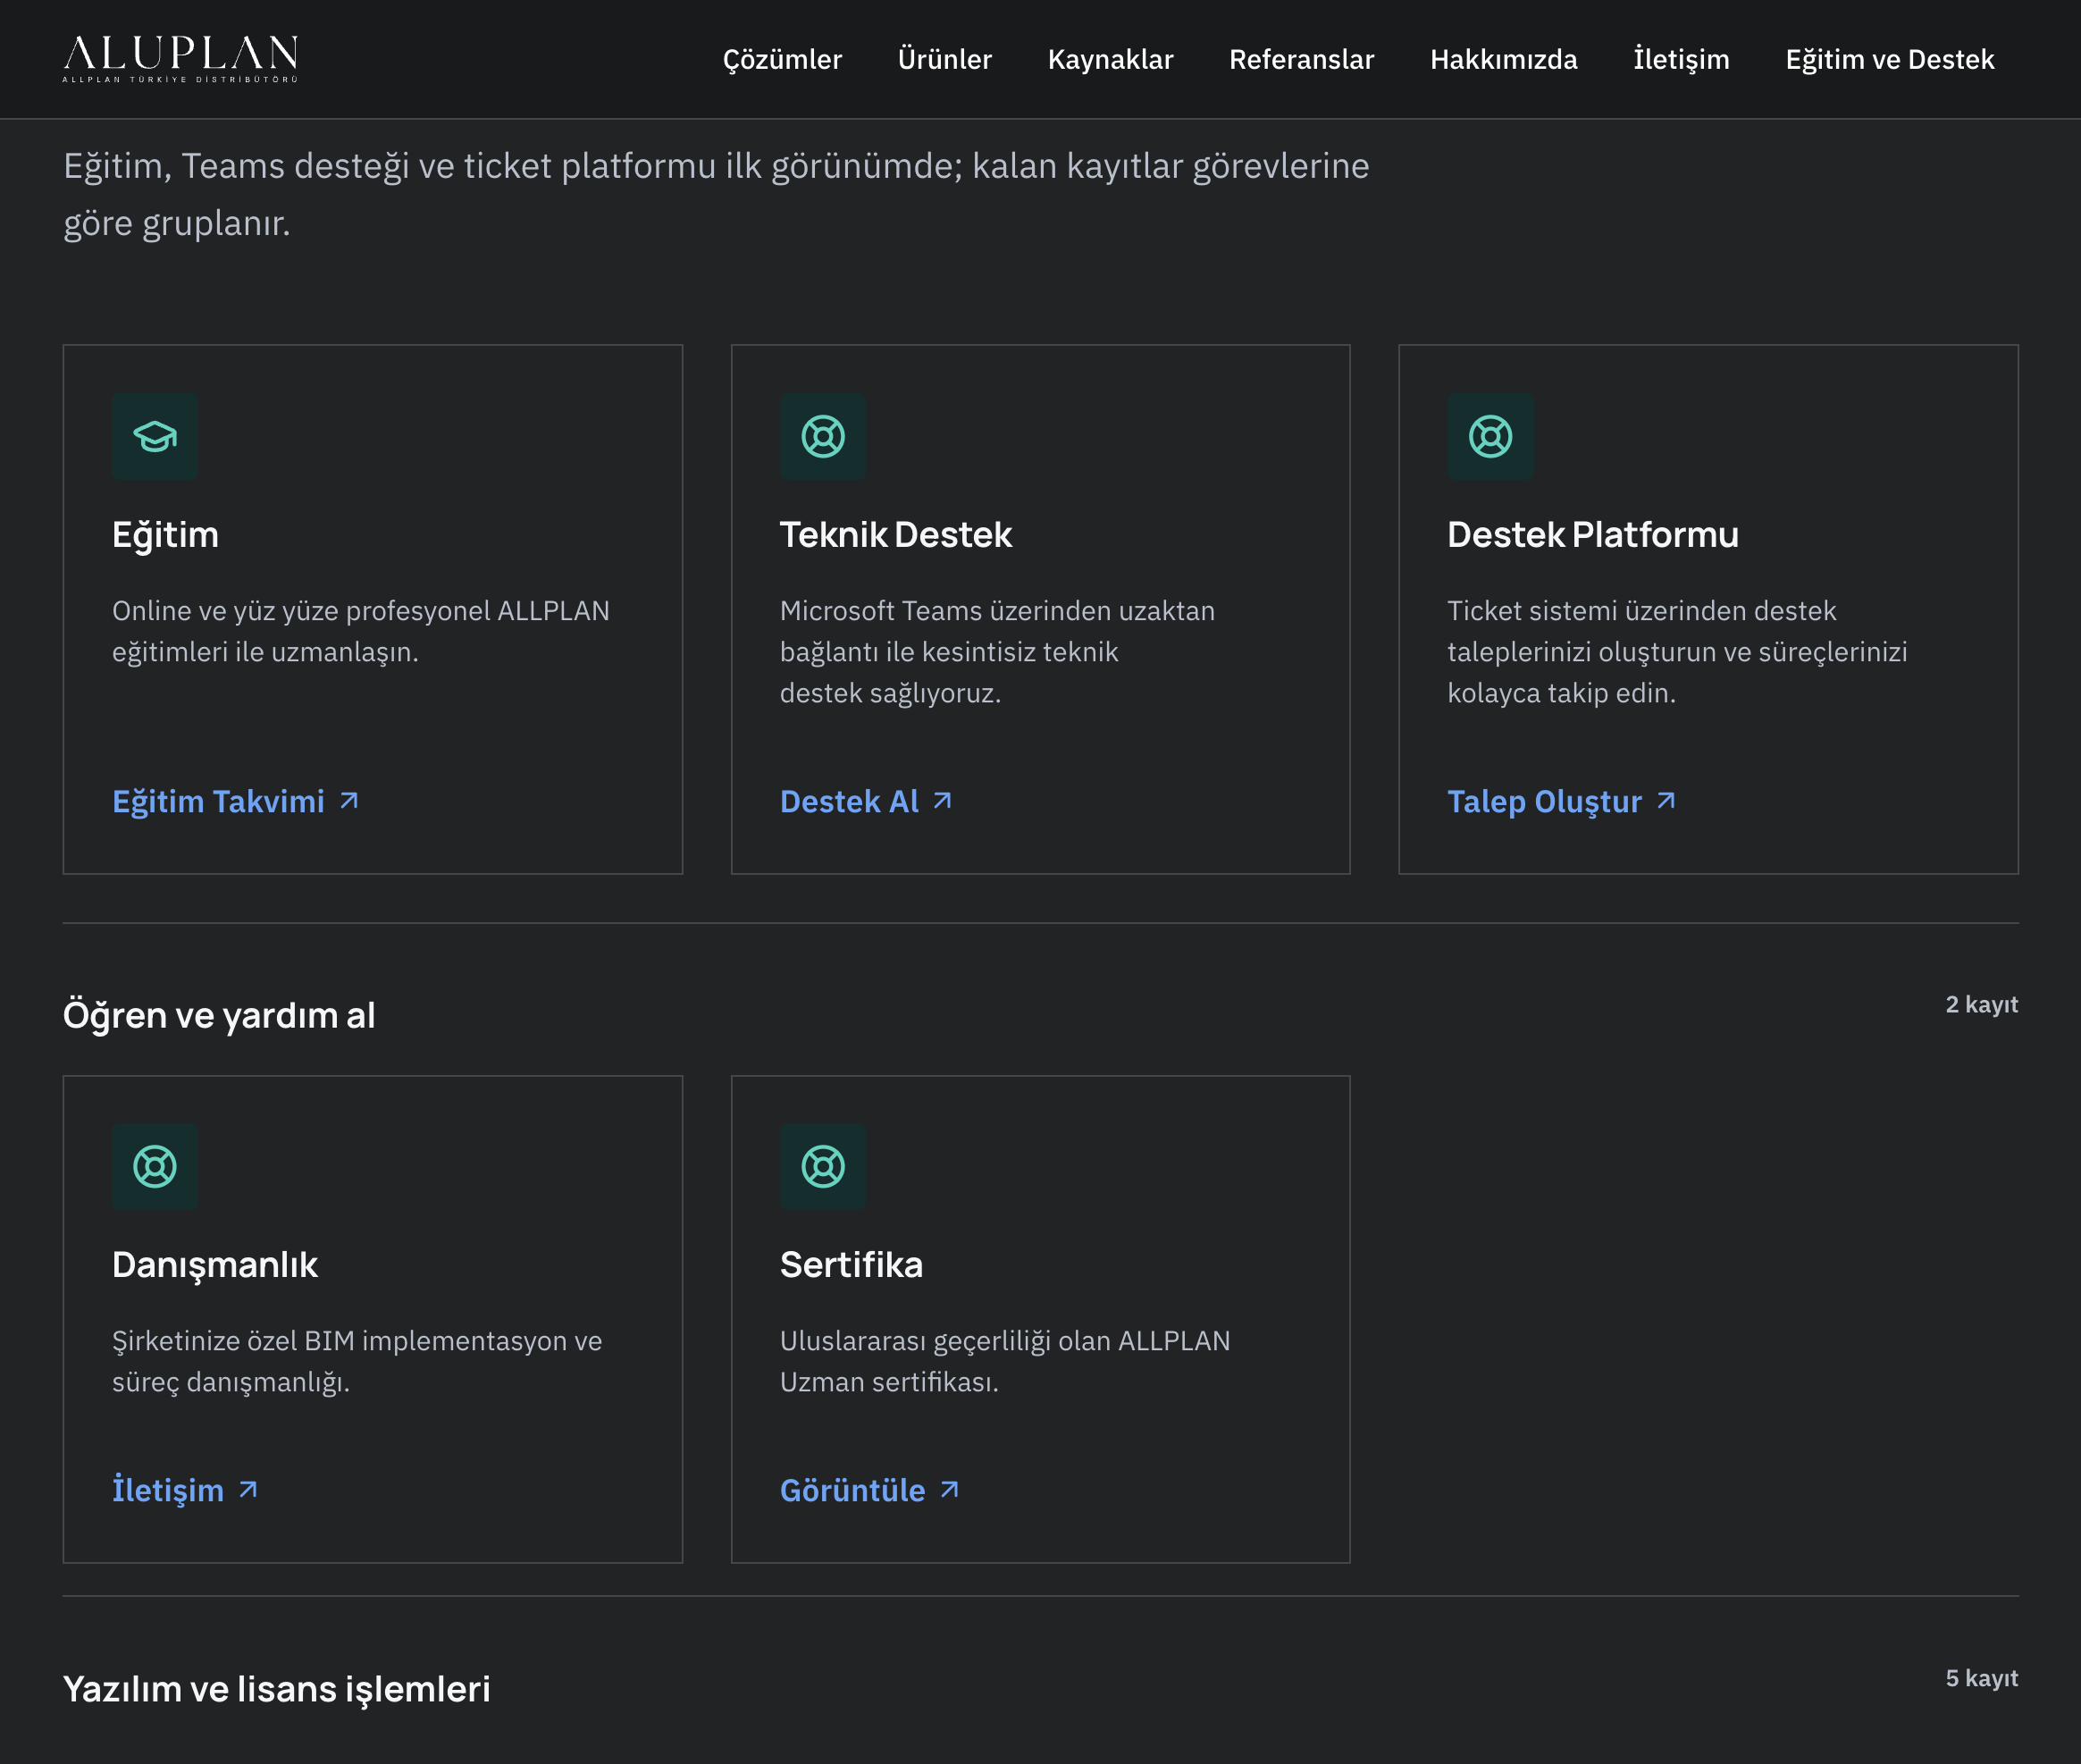 ALUPLAN
ALLPLAN TÜRKİYE DİSTRİBÜTÖRÜ
Çözümler
Ürünler
Kaynaklar
Referanslar
Hakkımızda
İletişim
Eğitim ve Destek
Eğitim, Teams desteği ve ticket platformu ilk görünümde; kalan kayıtlar görevlerine
göre gruplanır.
Eğitim
Online ve yüz yüze profesyonel ALLPLAN
eğitimleri ile uzmanlaşın.
Eğitim Takvimi
Teknik Destek
Microsoft Teams üzerinden uzaktan
bağlantı ile kesintisiz teknik
destek sağlıyoruz.
Destek Al
Destek Platformu
Ticket sistemi üzerinden destek
taleplerinizi oluşturun ve süreçlerinizi
kolayca takip edin.
Talep Oluştur
Öğren ve yardım al
2 kayıt
Danışmanlık
Şirketinize özel BIM implementasyon ve
süreç danışmanlığı.
İletişim
Sertifika
Uluslararası geçerliliği olan ALLPLAN
Uzman sertifikası.
Görüntüle
Yazılım ve lisans işlemleri
5 kayıt